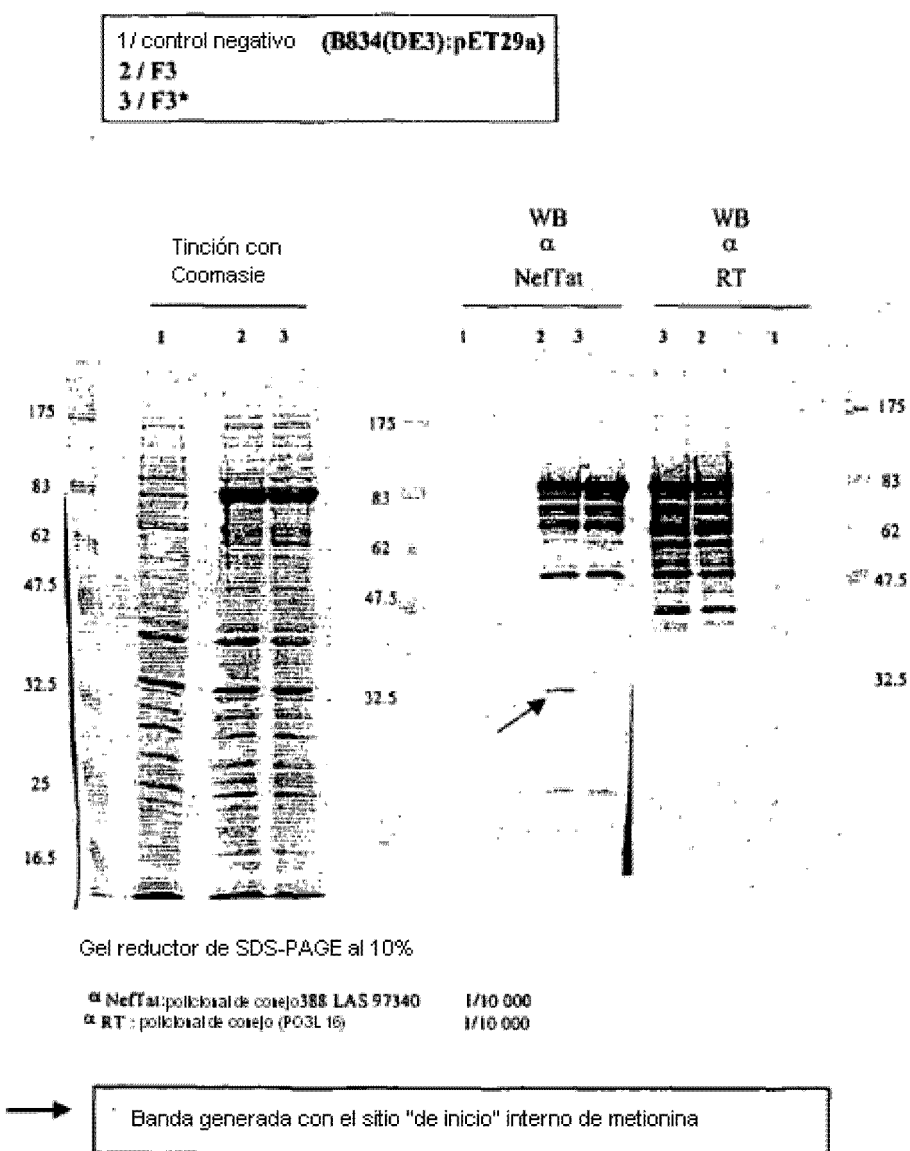 1/ control negativo (B834(DE3):pET29a)
2 / F3
3 / F3*
Tinción con
Coomasie
WB
α
NefTat
WB
α
RT
1 2 3
1 2 3
3 2 1
175
83
62
47.5
32.5
25
16.5
175
83
62
47.5
32.5
175
83
62
47.5
32.5
Gel reductor de SDS-PAGE al 10%
α NefTat:policlonal de conejo388 LAS 97340 1/10 000
α RT : policlonal de conejo (PO3L 16) 1/10 000
Banda generada con el sitio "de inicio" interno de metionina